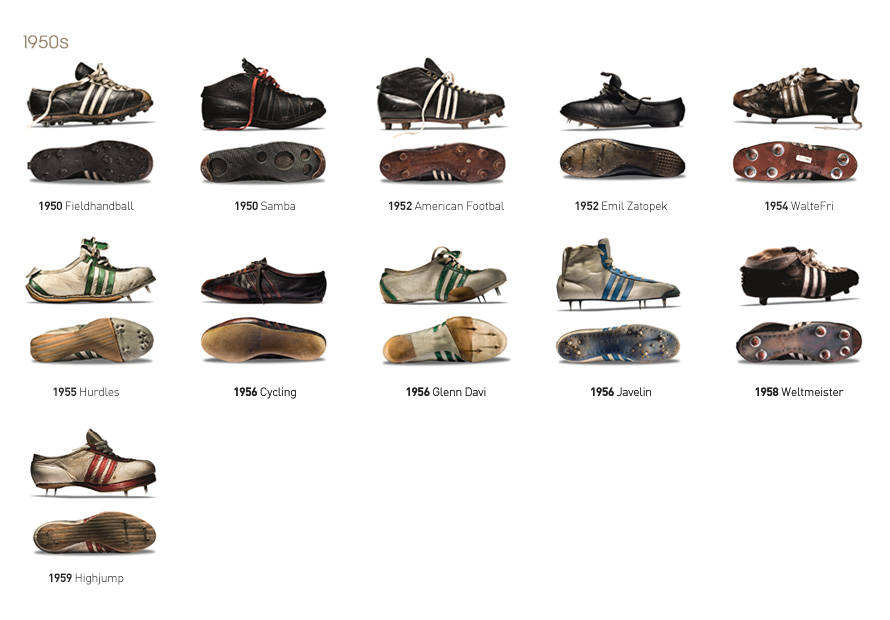 1950s
1950 Fieldhandball
1950 Samba
1952 American Footbal
1952 Emil Zatopek
1954 WalteFri
1955 Hurdles
1956 Cycling
1956 Glenn Davi
1956 Javelin
1958 Weltmeister
1959 Highjump